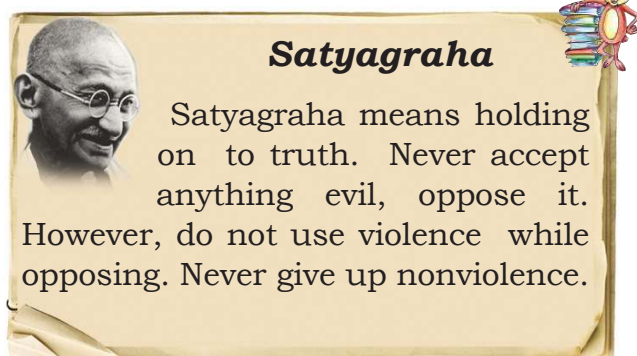 Satyagraha
Satyagraha means holding
on to truth. Never accept
anything evil, oppose it.
However, do not use violence while
opposing. Never give up nonviolence.